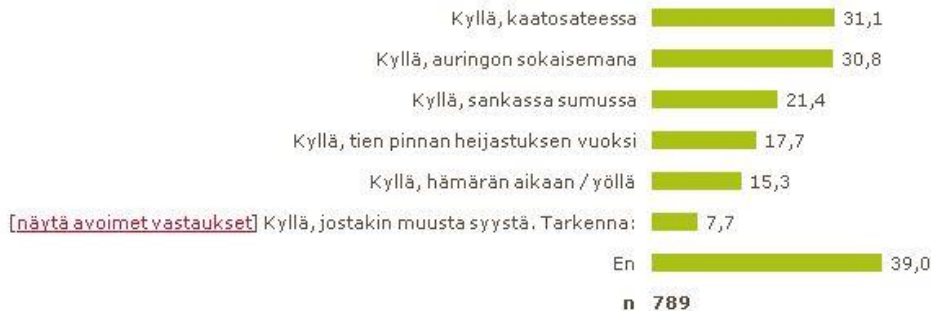 Kyllä, kaatosateessa 31,1
Kyllä, auringon sokaisemana 30,8
Kyllä, sankassa sumussa 21,4
Kyllä, tien pinnan heijastuksen vuoksi 17,7
Kyllä, hämärän aikaan / yöllä 15,3
[näytä avoimet vastaukset] Kyllä, jostakin muusta syystä. Tarkenna: 7,7
En 39,0
n 789